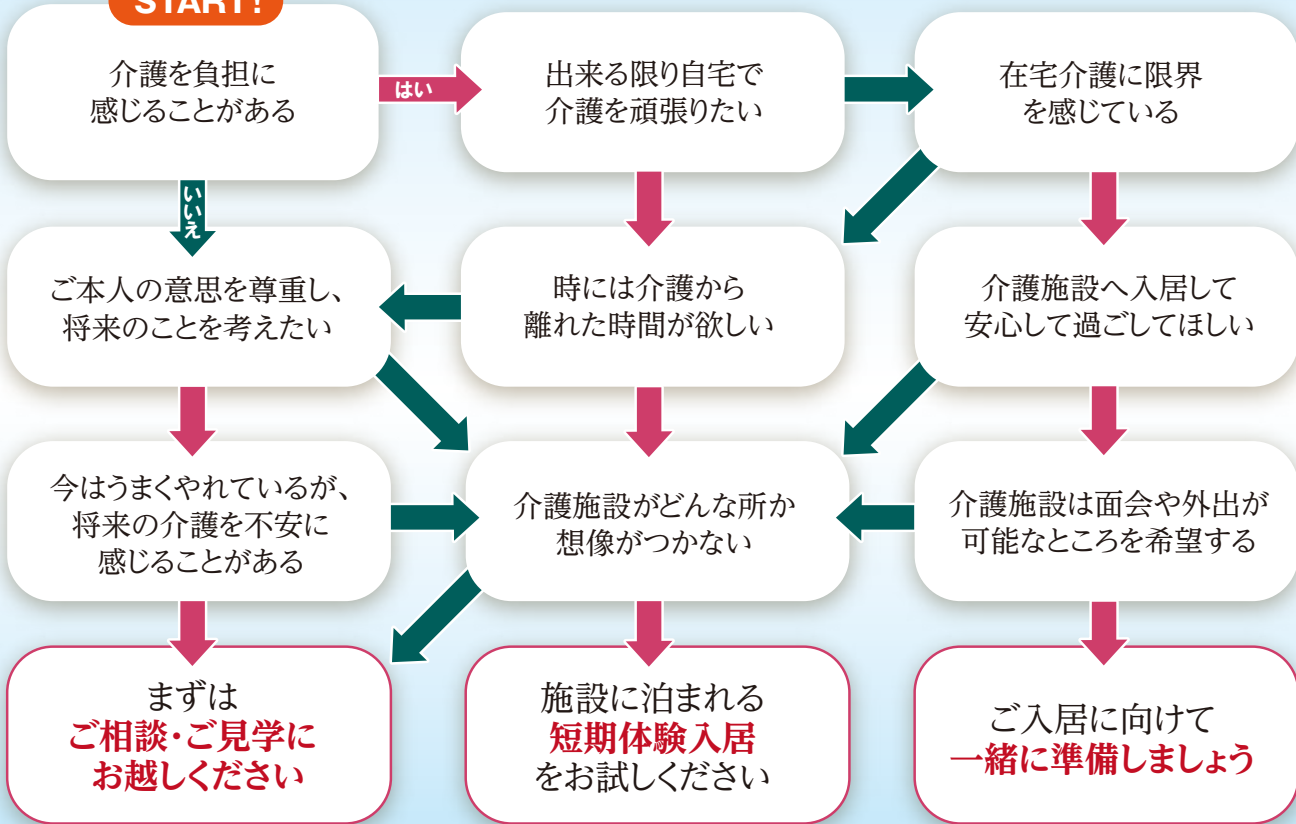 START!
介護を負担に
感じることがある
はい
出来る限り自宅で
介護を頑張りたい
在宅介護に限界
を感じている
いいえ
ご本人の意思を尊重し、
将来のことを考えたい
時には介護から
離れた時間が欲しい
介護施設へ入居して
安心して過ごしてほしい
今はうまくやれているが、
将来の介護を不安に
感じることがある
介護施設がどんな所か
想像がつかない
介護施設は面会や外出が
可能なところを希望する
まずは
ご相談・ご見学に
お越しください
施設に泊まれる
短期体験入居
をお試しください
ご入居に向けて
一緒に準備しましょう